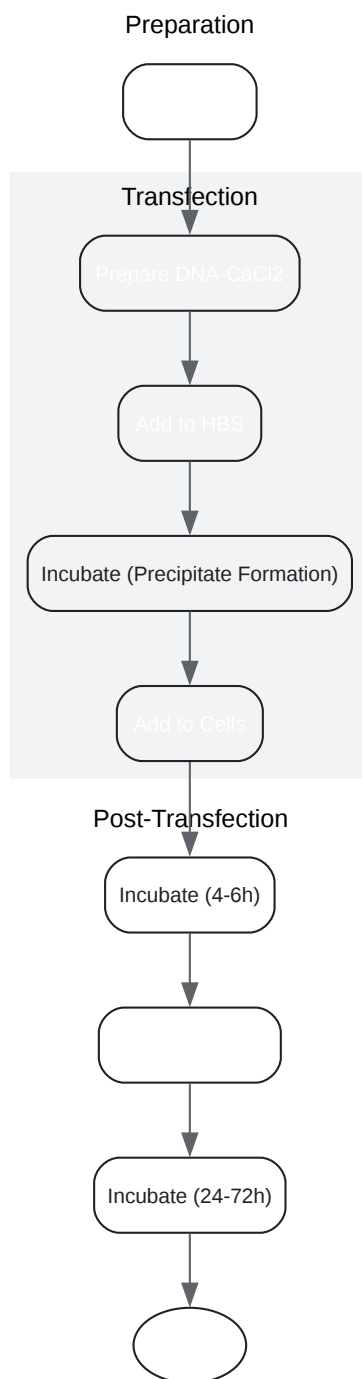 Preparation
Transfection
Prepare DNA-CaCl2
Add to HBS
Incubate (Precipitate Formation)
Add to Cells
Post-Transfection
Incubate (4-6h)
Incubate (24-72h)